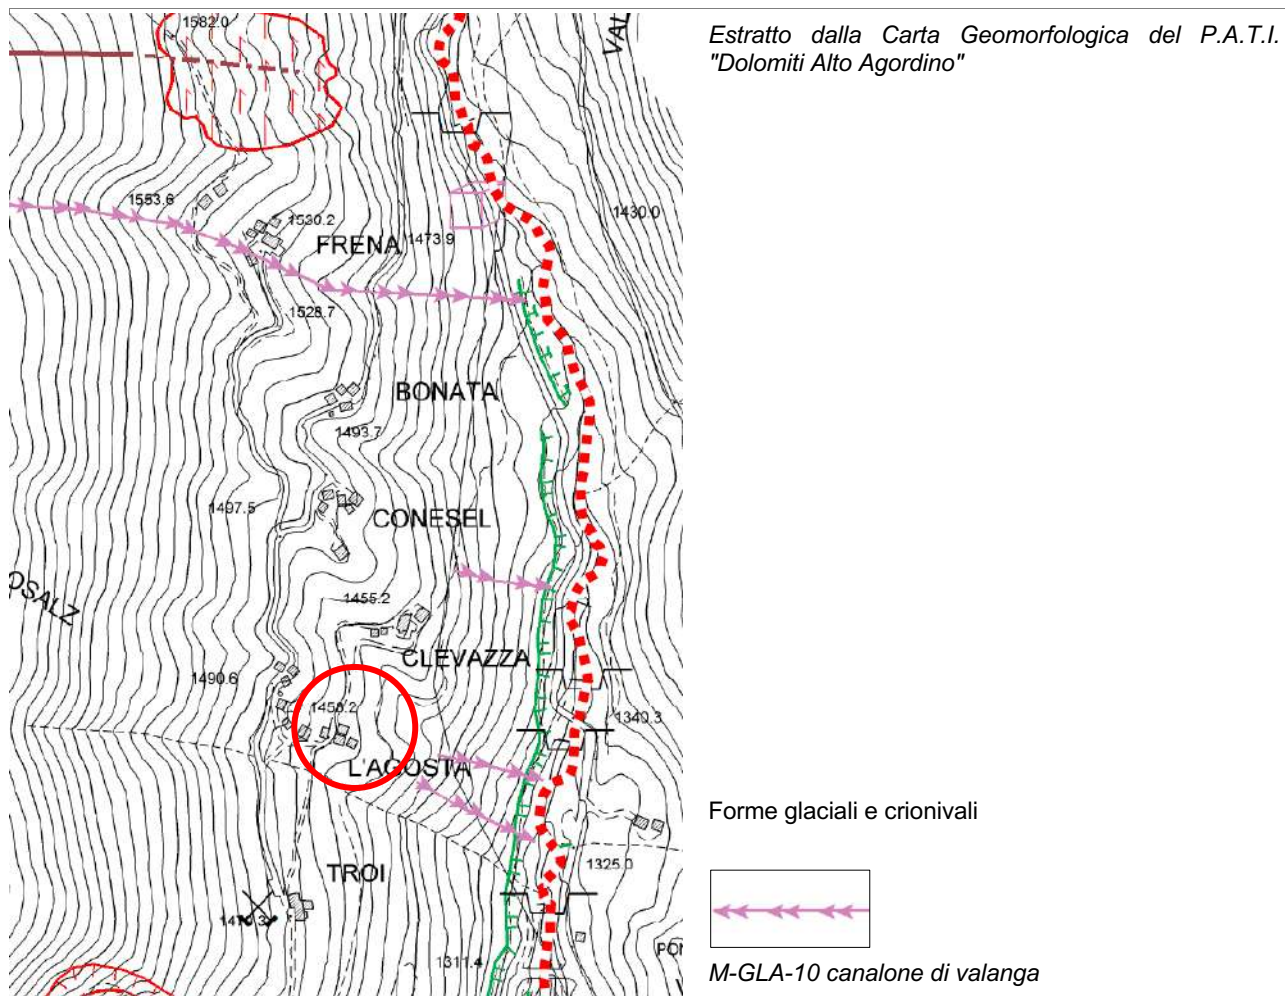 Estratto dalla Carta Geomorfologica del P.A.T.I.
"Dolomiti Alto Agordino"
1582.0
1553.6
1530.2
FRENA
1473.9
1430.0
1528.7
BONATA
1493.7
1497.5
CONESEL
1455.2
CLEVAZZA
1490.6
1340.3
L'AGOSTA
TROI
1325.0
1311.4
Forme glaciali e crionivali
M-GLA-10 canalone di valanga